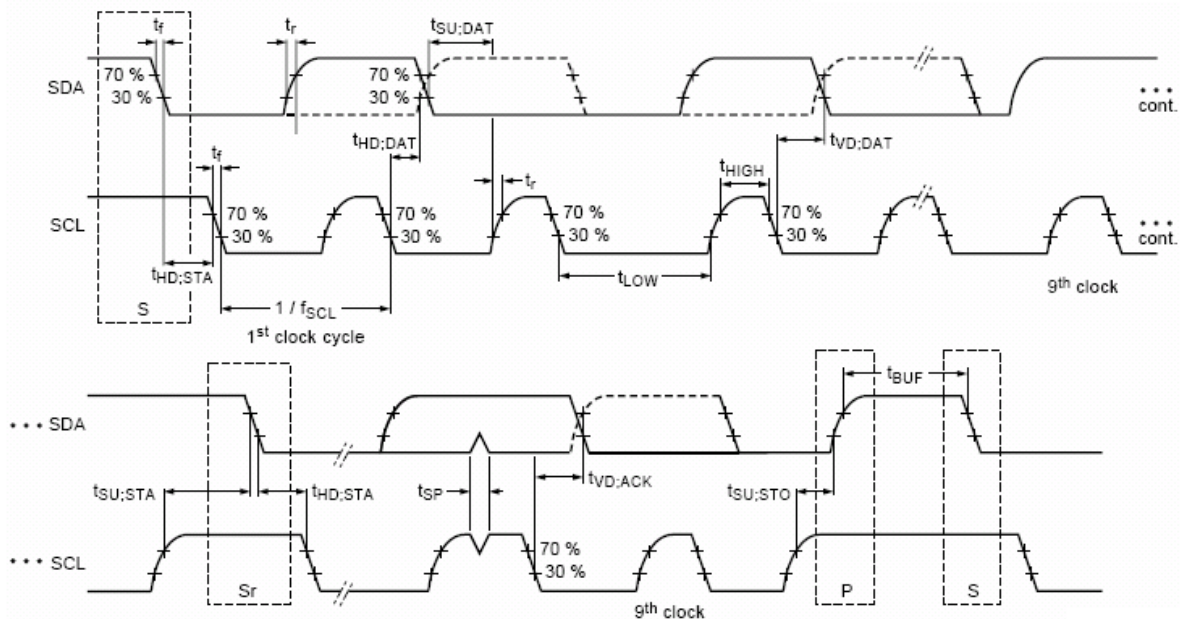 tf tr tSU;DAT
SDA 70 % 30 % 70 % 30 % ••• cont.
tHD;DAT tVD;DAT
tf tr tHIGH
SCL 70 % 30 % 70 % 30 % 70 % 30 % 70 % 30 % ••• cont.
tHD;STA tLOW
S 1 / fSCL 9th clock
1st clock cycle
tBUF
••• SDA
tSU;STA tHD;STA tSP tVD;ACK tSU;STO
••• SCL 70 % 30 %
Sr P S
9th clock